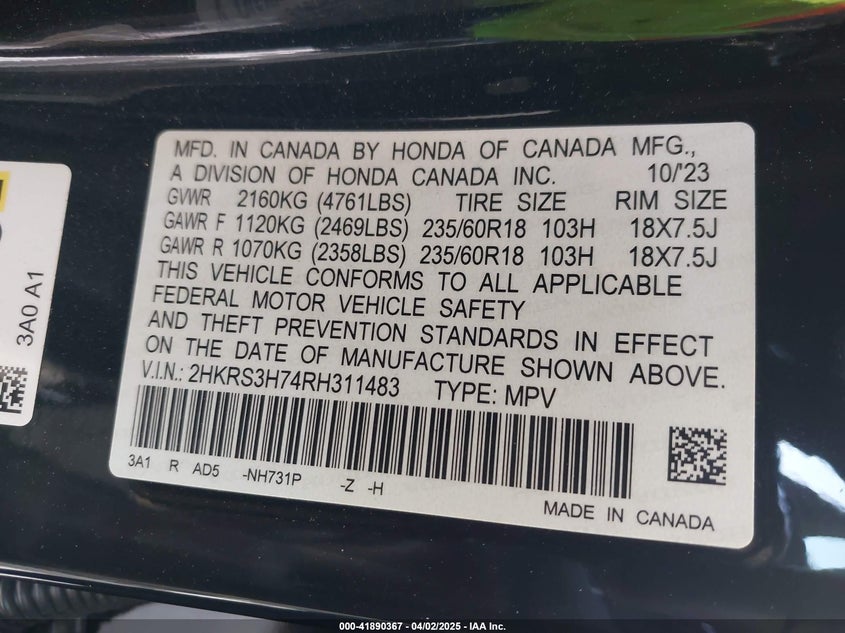 MFD. IN CANADA BY HONDA OF CANADA MFG.,
A DIVISION OF HONDA CANADA INC. 10/'23
GVWR 2160KG (4761LBS) TIRE SIZE RIM SIZE
GAWR F 1120KG (2469LBS) 235/60R18 103H 18X7.5J
GAWR R 1070KG (2358LBS) 235/60R18 103H 18X7.5J
THIS VEHICLE CONFORMS TO ALL APPLICABLE
FEDERAL MOTOR VEHICLE SAFETY
AND THEFT PREVENTION STANDARDS IN EFFECT
ON THE DATE OF MANUFACTURE SHOWN ABOVE.
V.I.N.: 2HKRS3H74RH311483 TYPE: MPV
3A1 R AD5 -NH731P -Z -H
MADE IN CANADA
3A0 A1
000-41890367 - 04/02/2025 - IAA Inc.